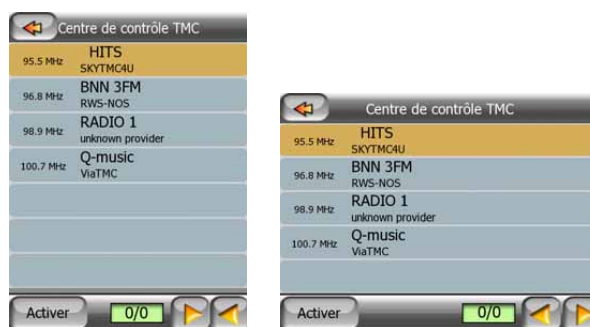 Centre de contrôle TMC
95.5 MHz HITS
SKYTMC4U
96.8 MHz BNN 3FM
RWS-NOS
98.9 MHz RADIO 1
unknown provider
100.7 MHz Q-music
ViaTMC
Activer 0/0
Centre de contrôle TMC
95.5 MHz HITS
SKYTMC4U
96.8 MHz BNN 3FM
RWS-NOS
98.9 MHz RADIO 1
unknown provider
100.7 MHz Q-music
ViaTMC
Activer 0/0